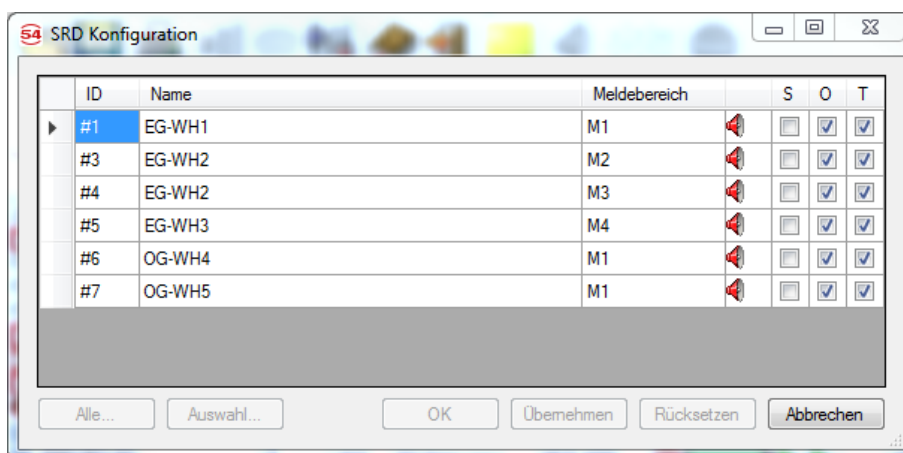 54 SRD Konfiguration
ID Name Meldebereich S O T
#1 EG-WH1 M1
#3 EG-WH2 M2
#4 EG-WH2 M3
#5 EG-WH3 M4
#6 OG-WH4 M1
#7 OG-WH5 M1
Alle... Auswahl... OK Übernehmen Rücksetzen Abbrechen